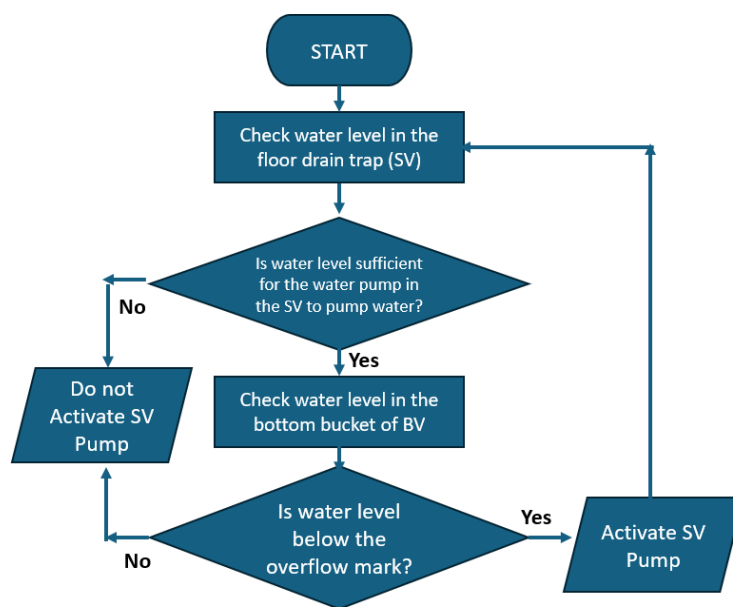 START
Check water level in the
floor drain trap (SV)
Is water level sufficient
for the water pump in
the SV to pump water?
No
Yes
Do not
Activate SV
Pump
Check water level in the
bottom bucket of BV
Is water level
below the
overflow mark?
No
Yes
Activate SV
Pump